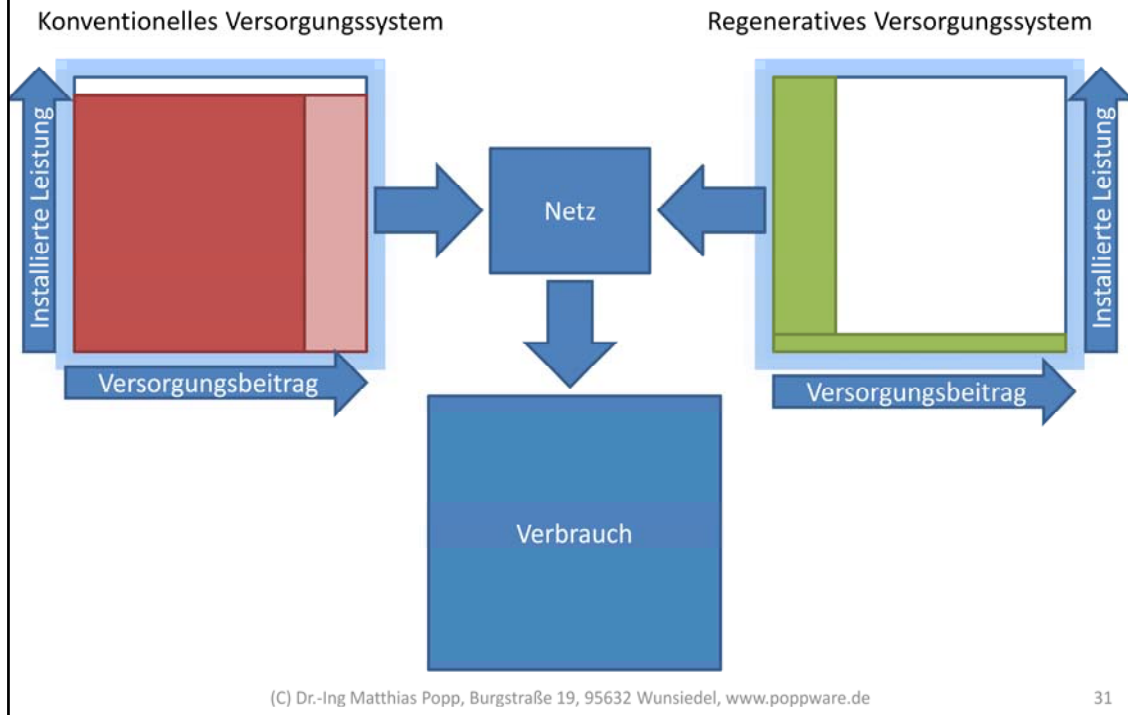 Konventionelles Versorgungssystem
Regeneratives Versorgungssystem
Installierte Leistung
Versorgungsbeitrag
Netz
Installierte Leistung
Versorgungsbeitrag
Verbrauch
(C) Dr.-Ing Matthias Popp, Burgstraße 19, 95632 Wunsiedel, www.poppware.de
31